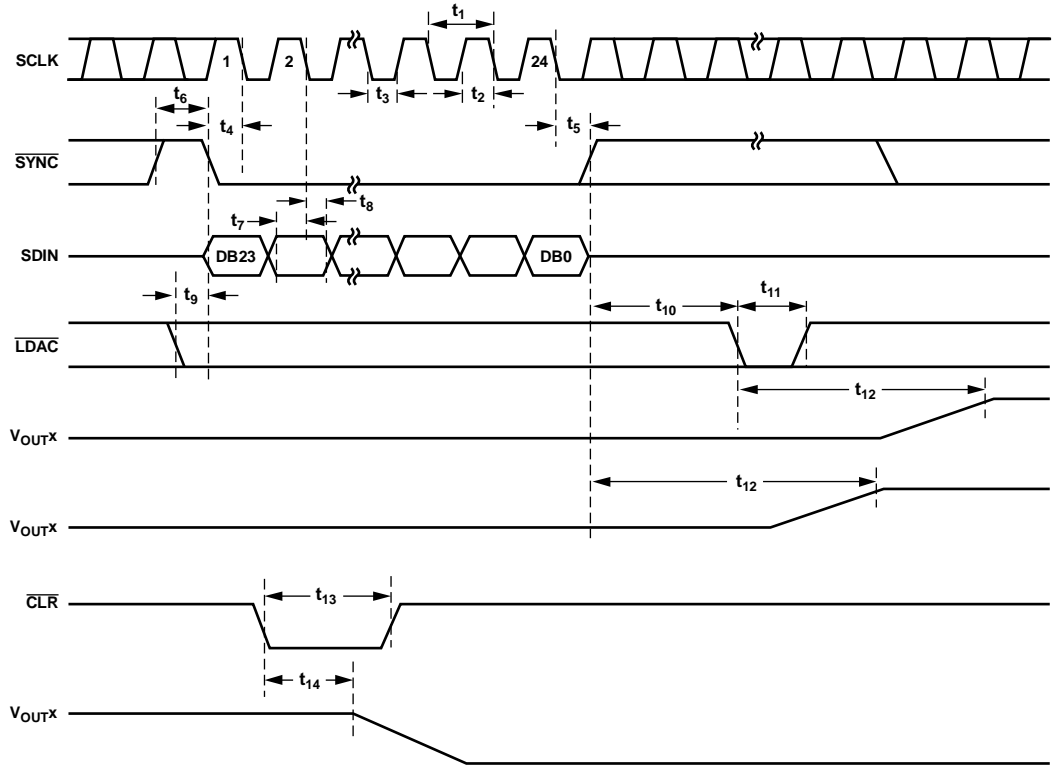 t1
SCLK
1
2
24
t6
t3
t2
t4
t5
SYNC
t8
t7
SDIN
DB23
DB0
t9
t10
t11
LDAC
t12
VOUTx
t12
VOUTx
CLR
t13
t14
VOUTx